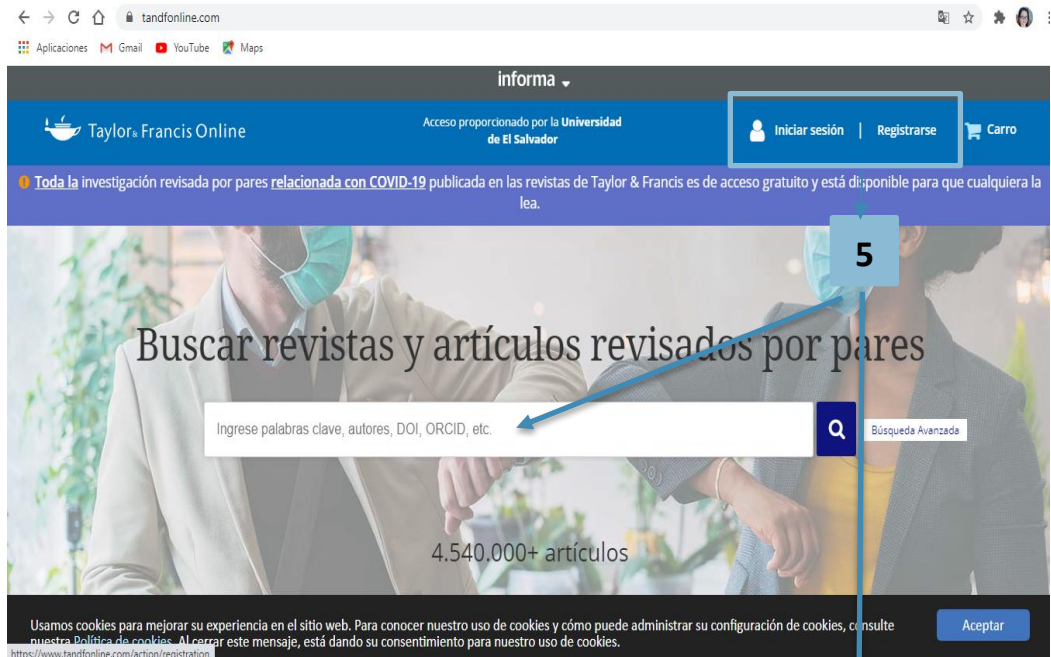 tandfonline.com
Aplicaciones Gmail YouTube Maps
informa
Taylor & Francis Online
Acceso proporcionado por la Universidad
de El Salvador
Iniciar sesión | Registrarse
Carro
Toda la investigación revisada por pares relacionada con COVID-19 publicada en las revistas de Taylor & Francis es de acceso gratuito y está disponible para que cualquiera la
lea.
5
Buscar revistas y artículos revisados por pares
Ingrese palabras clave, autores, DOI, ORCID, etc.
Búsqueda Avanzada
4.540.000+ artículos
Usamos cookies para mejorar su experiencia en el sitio web. Para conocer nuestro uso de cookies y cómo puede administrar su configuración de cookies, consulte
nuestra Política de cookies. Al cerrar este mensaje, está dando su consentimiento para nuestro uso de cookies.
Aceptar
https://www.tandfonline.com/action/registration